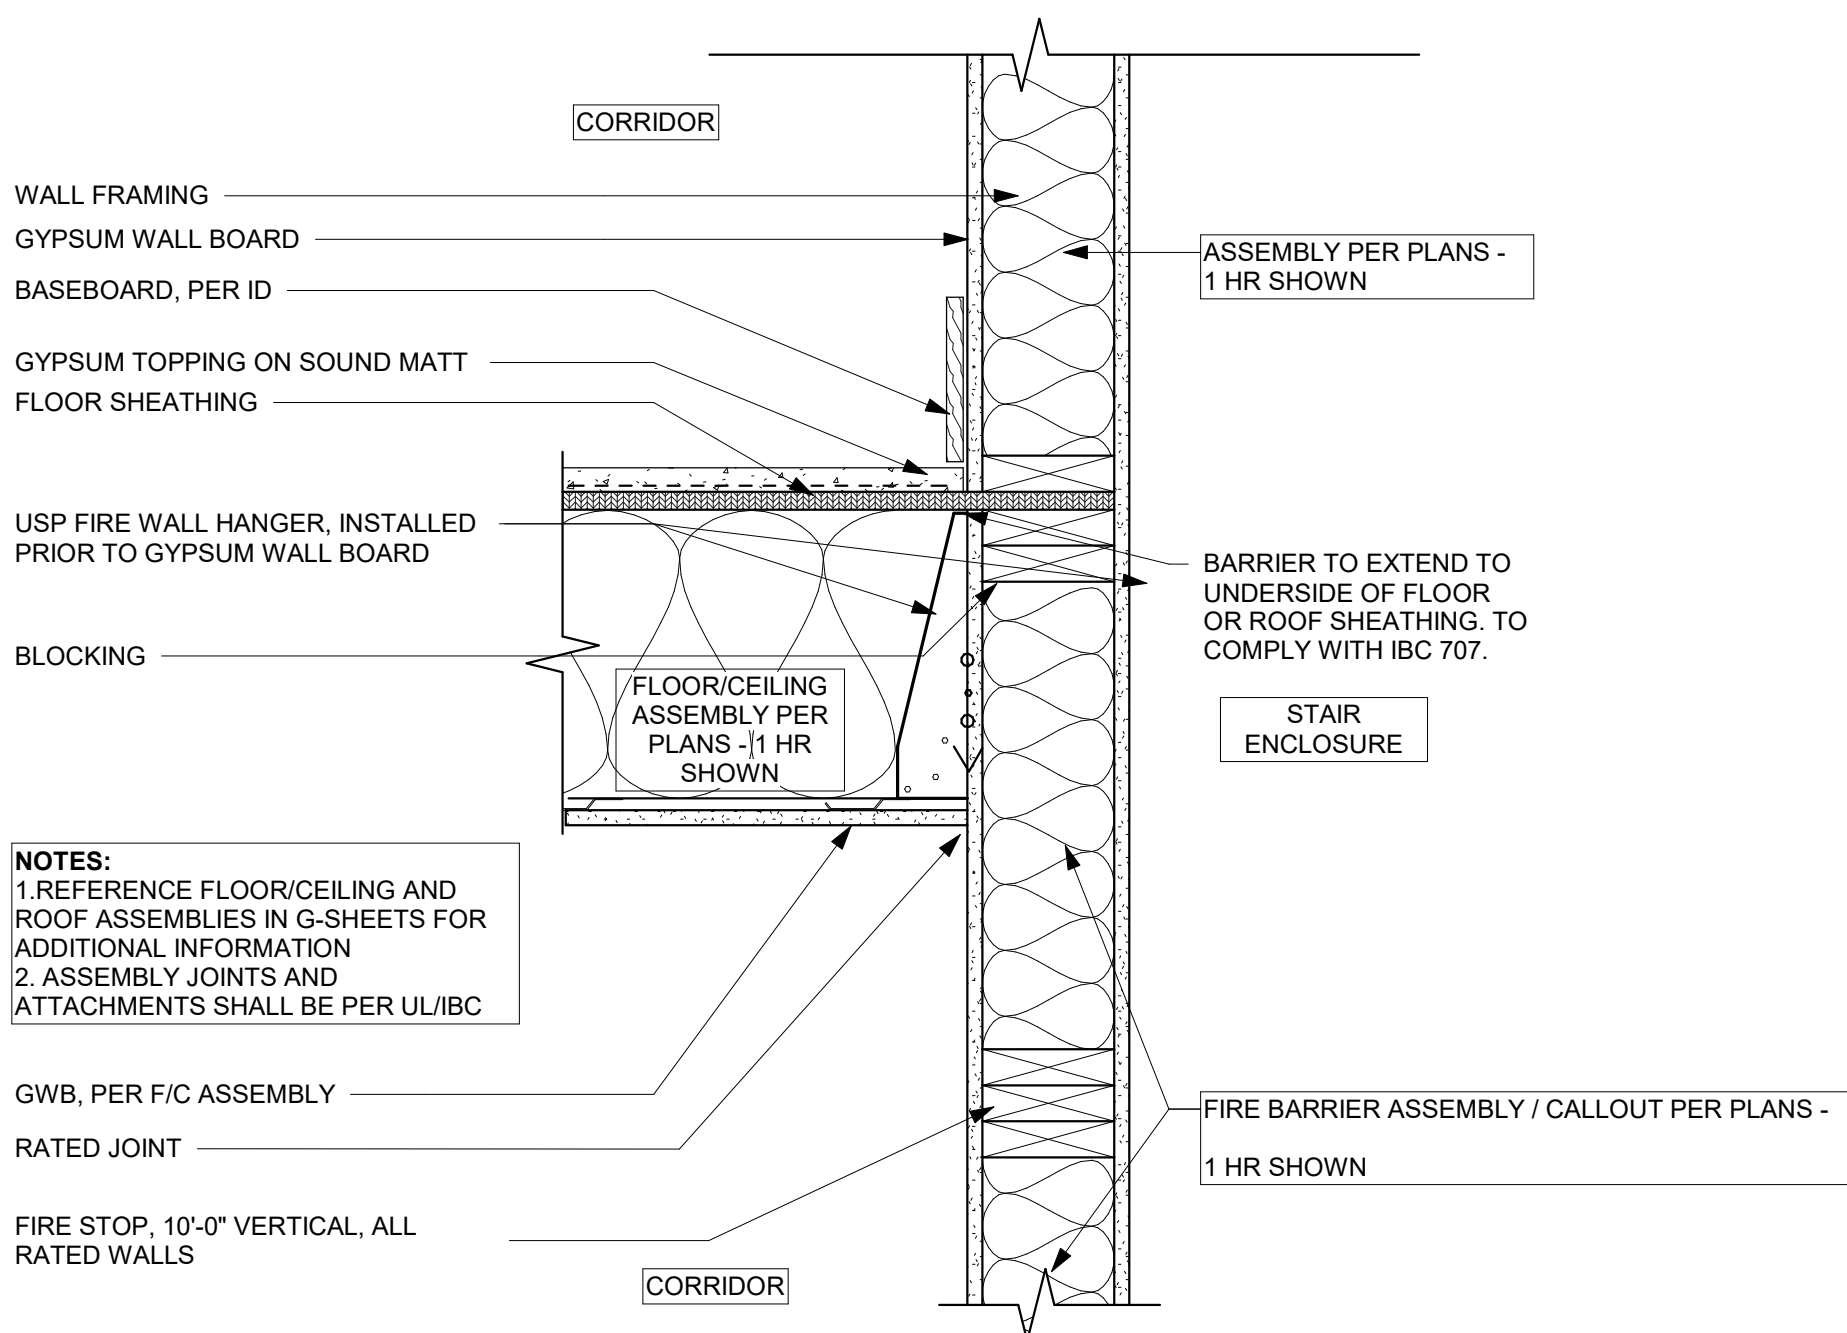 CORRIDOR
WALL FRAMING
GYPSUM WALL BOARD
BASEBOARD, PER ID
GYPSUM TOPPING ON SOUND MATT
FLOOR SHEATHING
USP FIRE WALL HANGER, INSTALLED
PRIOR TO GYPSUM WALL BOARD
BLOCKING
ASSEMBLY PER PLANS -
1 HR SHOWN
BARRIER TO EXTEND TO
UNDERSIDE OF FLOOR
OR ROOF SHEATHING. TO
COMPLY WITH IBC 707.
FLOOR/CEILING
ASSEMBLY PER
PLANS - 1 HR
SHOWN
STAIR
ENCLOSURE
NOTES:
1.REFERENCE FLOOR/CEILING AND
ROOF ASSEMBLIES IN G-SHEETS FOR
ADDITIONAL INFORMATION
2. ASSEMBLY JOINTS AND
ATTACHMENTS SHALL BE PER UL/IBC
GWB, PER F/C ASSEMBLY
RATED JOINT
FIRE STOP, 10'-0" VERTICAL, ALL
RATED WALLS
FIRE BARRIER ASSEMBLY / CALLOUT PER PLANS -
1 HR SHOWN
CORRIDOR